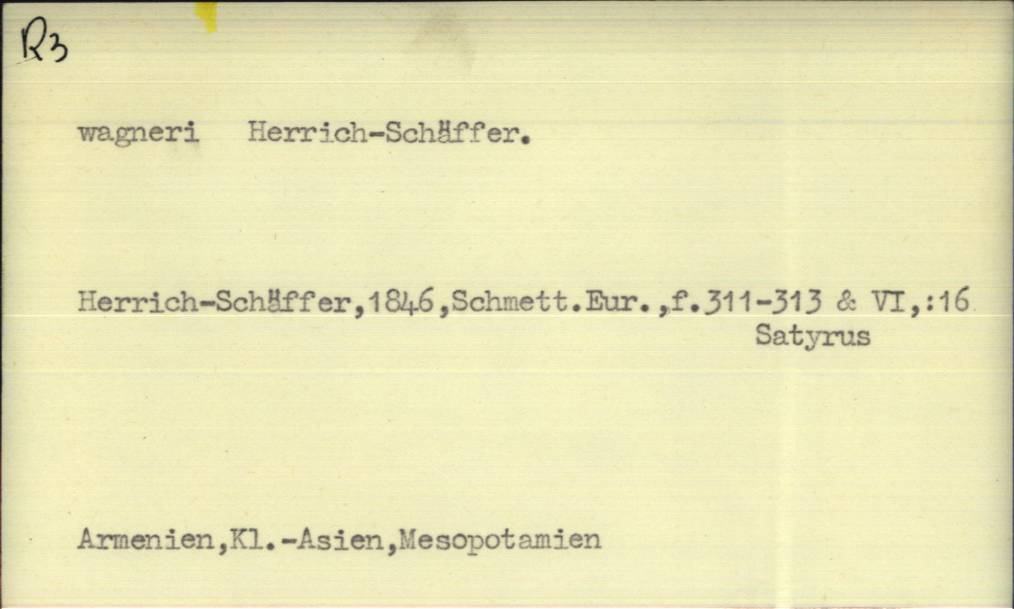 R3
wagneri Herrich-Schäffer.
Herrich-Schäffer,1846,Schmett.Eur.,f.311-313 & VI,:16
Satyrus
Armenien,Kl.-Asien,Mesopotamien